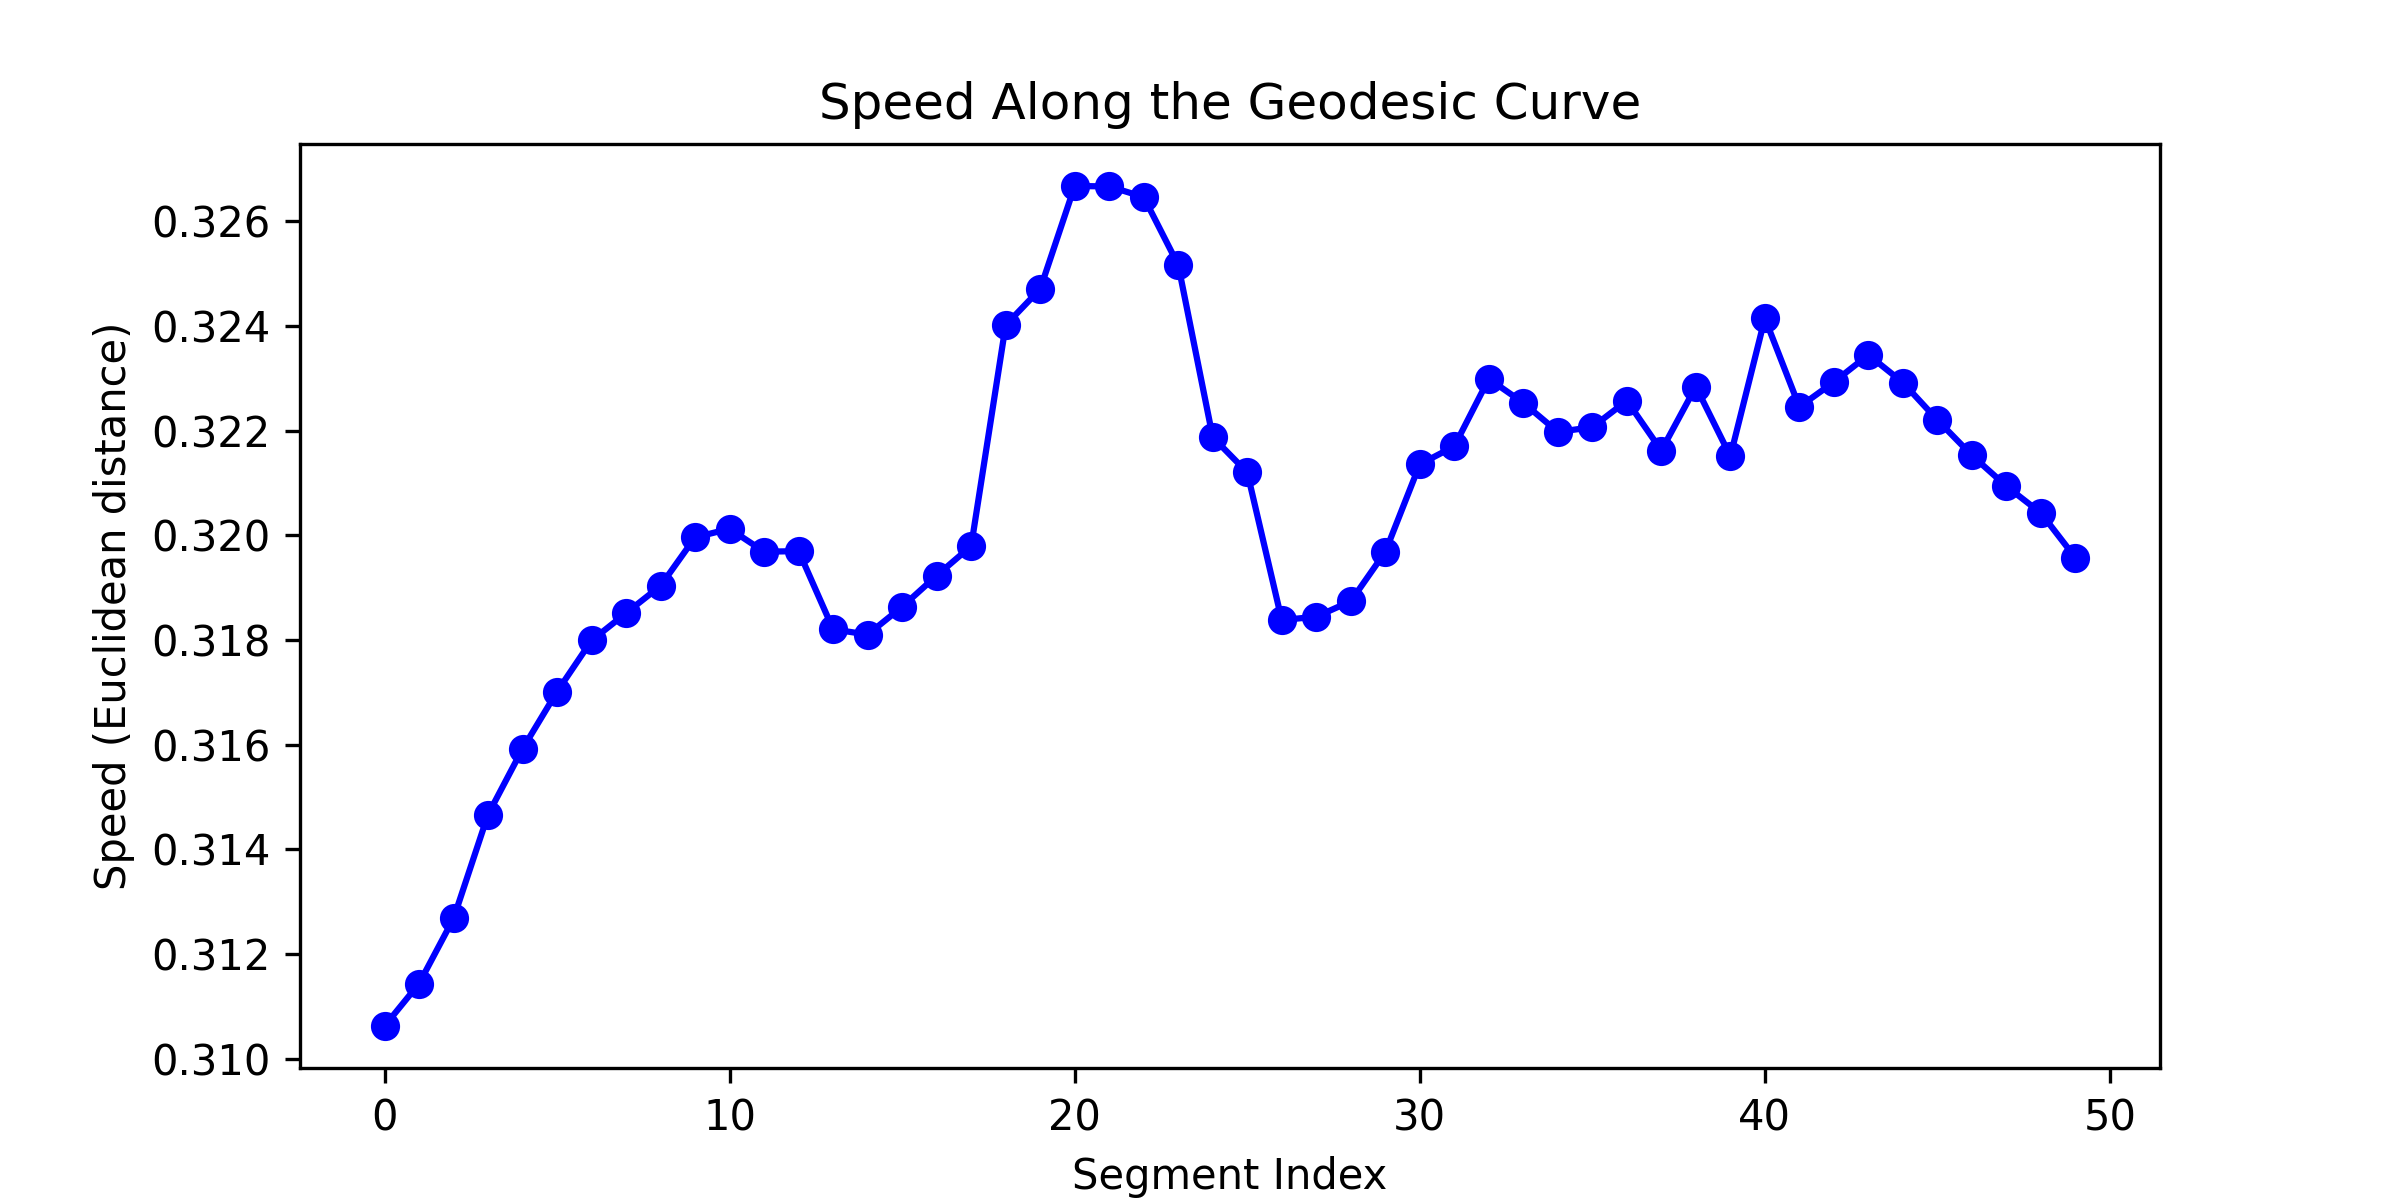 Speed Along the Geodesic Curve
Speed (Euclidean distance)
0.326
0.324
0.322
0.320
0.318
0.316
0.314
0.312
0.310
0 10 20 30 40 50
Segment Index